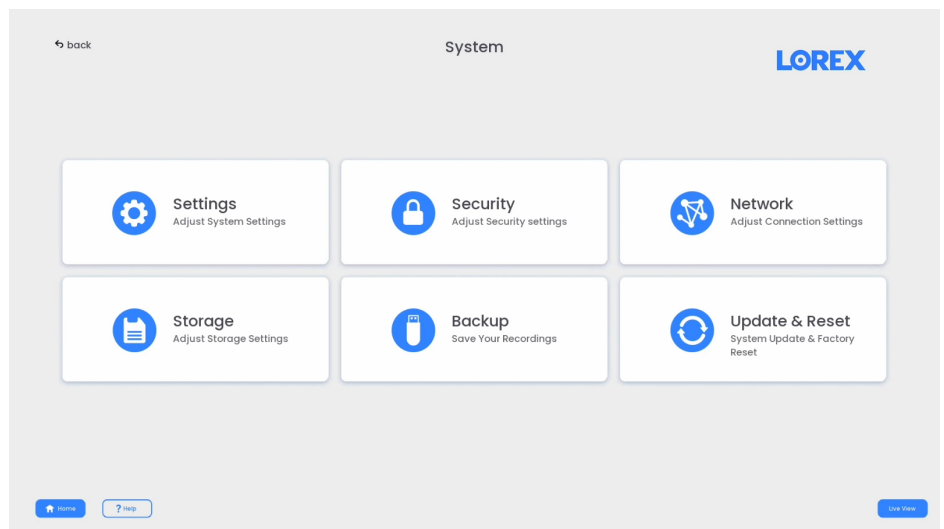 back
System
LOREX
Settings
Adjust System Settings
Security
Adjust Security settings
Network
Adjust Connection Settings
Storage
Adjust Storage Settings
Backup
Save Your Recordings
Update & Reset
System Update & Factory
Reset
Home
? Help
Live View